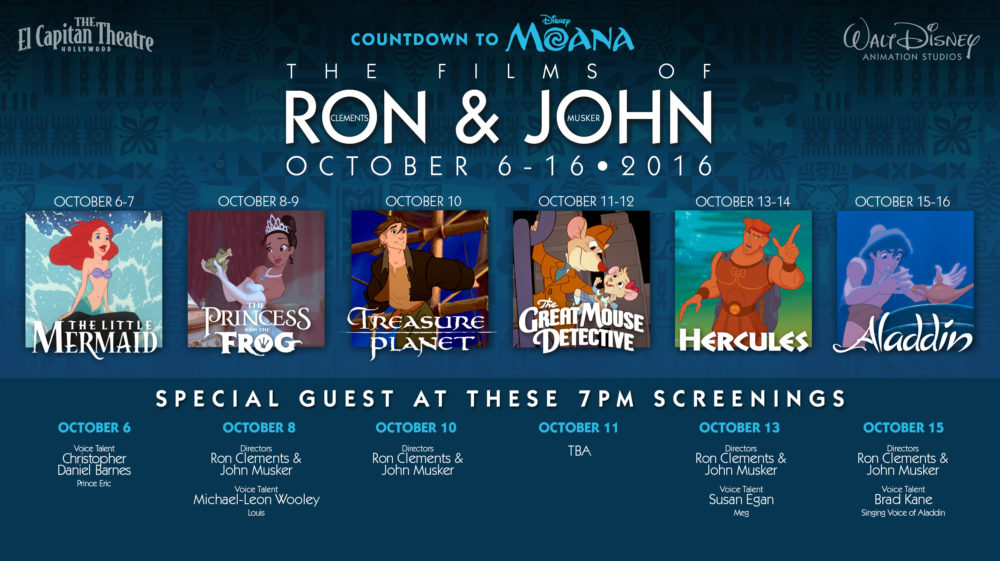 THE
El Capitan Theatre
HOLLYWOOD
Disney
COUNTDOWN TO MOANA
WALT DISNEY
ANIMATION STUDIOS
THE FILMS OF
RON & JOHN
CLEMENTS MUSKER
OCTOBER 6-16 • 2016
OCTOBER 6-7
THE LITTLE
MERMAID
OCTOBER 8-9
THE
PRINCESS
AND THE
FROG
OCTOBER 10
TREASURE
PLANET
OCTOBER 11-12
The
GREAT MOUSE
DETECTIVE
OCTOBER 13-14
HERCULES
OCTOBER 15-16
Aladdin
SPECIAL GUEST AT THESE 7PM SCREENINGS
OCTOBER 6
Voice Talent
Christopher
Daniel Barnes
Prince Eric
OCTOBER 8
Directors
Ron Clements &
John Musker
Voice Talent
Michael-Leon Wooley
Louis
OCTOBER 10
Directors
Ron Clements &
John Musker
OCTOBER 11
TBA
OCTOBER 13
Directors
Ron Clements &
John Musker
Voice Talent
Susan Egan
Meg
OCTOBER 15
Directors
Ron Clements &
John Musker
Voice Talent
Brad Kane
Singing Voice of Aladdin